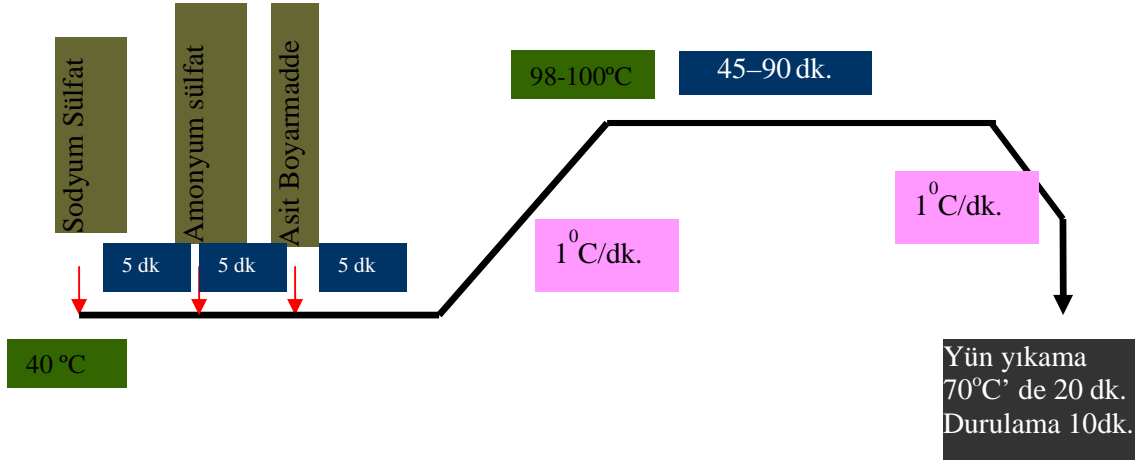 Sodyum Sülfat
Amonyum sülfat
Asit Boyarmadde
98-100ºC
45–90 dk.
5 dk
5 dk
5 dk
1⁰C/dk.
1⁰C/dk.
40 ºC
Yün yıkama
70°C’ de 20 dk.
Durulama 10dk.